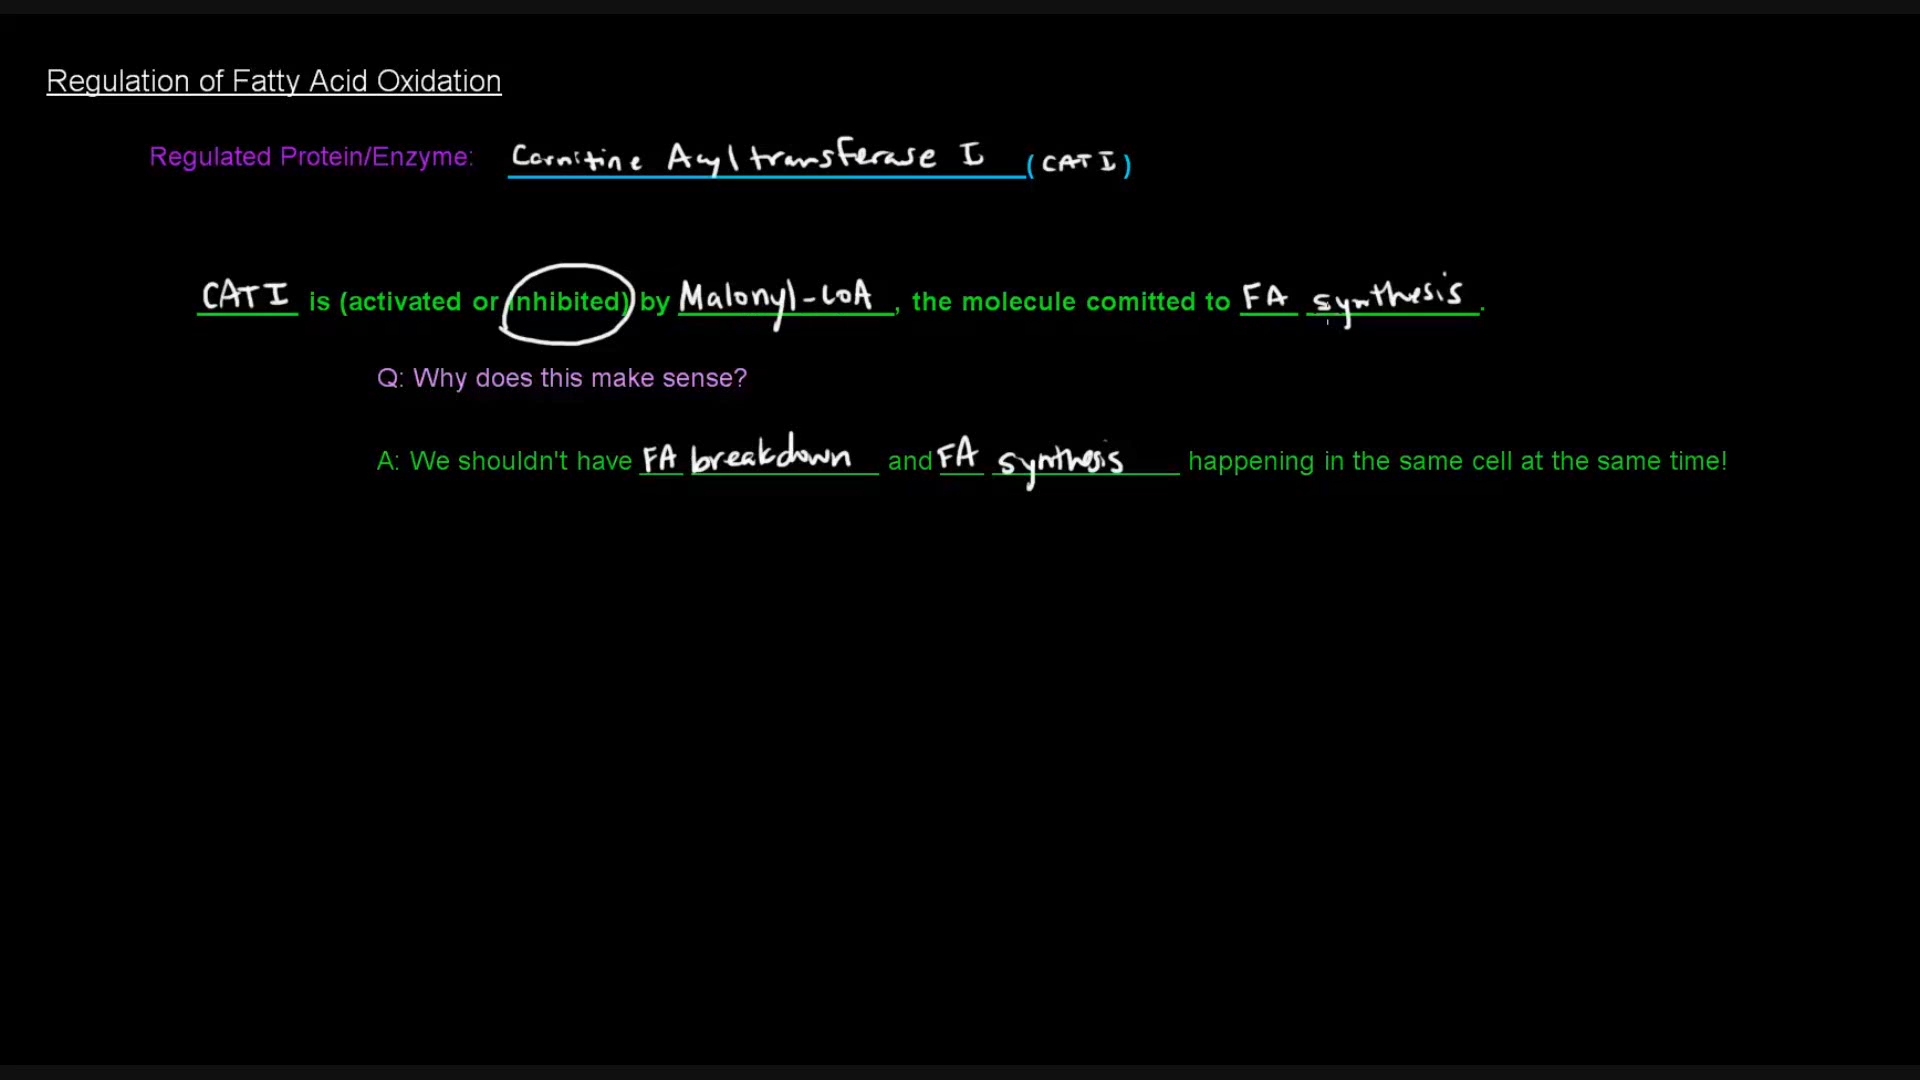 Regulation of Fatty Acid Oxidation
Regulated Protein/Enzyme: Carnitine Acyltransferase I (CAT I)
CAT I is (activated or inhibited) by Malonyl-CoA, the molecule comitted to FA synthesis.
Q: Why does this make sense?
A: We shouldn't have FA breakdown and FA synthesis happening in the same cell at the same time!